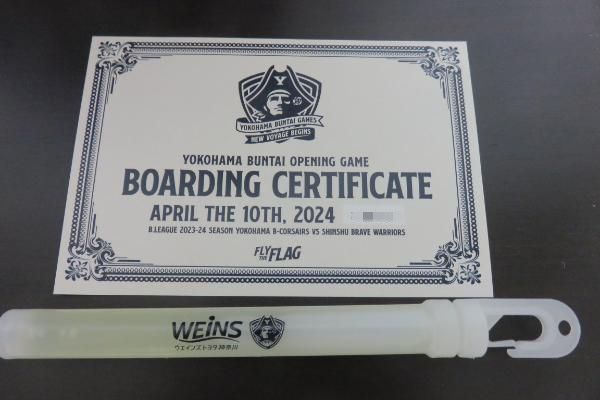 Y
YOKOHAMA BUNTAI GAMES
NEW VOYAGE BEGINS
YOKOHAMA BUNTAI OPENING GAME
BOARDING CERTIFICATE
APRIL THE 10TH, 2024
B.LEAGUE 2023-24 SEASON YOKOHAMA B-CORSAIRS VS SHINSHU BRAVE WARRIORS
FLY THE FLAG
WEINS
ウエインズトヨタ神奈川